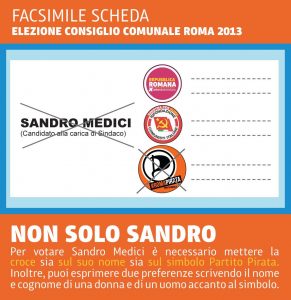 FACSIMILE SCHEDA
ELEZIONE CONSIGLIO COMUNALE ROMA 2013
SANDRO MEDICI
(Candidato alla carica di Sindaco)
REPUBBLICA
ROMANA
NON SOLO SANDRO
Per votare Sandro Medici è necessario mettere la
croce sia sul suo nome sia sul simbolo Partito Pirata.
Inoltre, puoi esprimere due preferenze scrivendo il nome
e cognome di una donna e di un uomo accanto al simbolo.